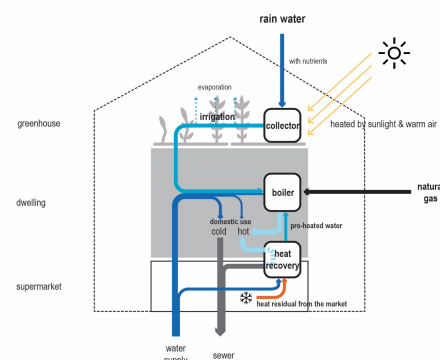 rain water
with nutrients
evaporation
irrigation
collector
greenhouse
heated by sunlight & warm air
boiler
natural
gas
dwelling
domestic use
cold hot
pre-heated water
heat
recovery
supermarket
heat residual from the market
water
supply
sewer